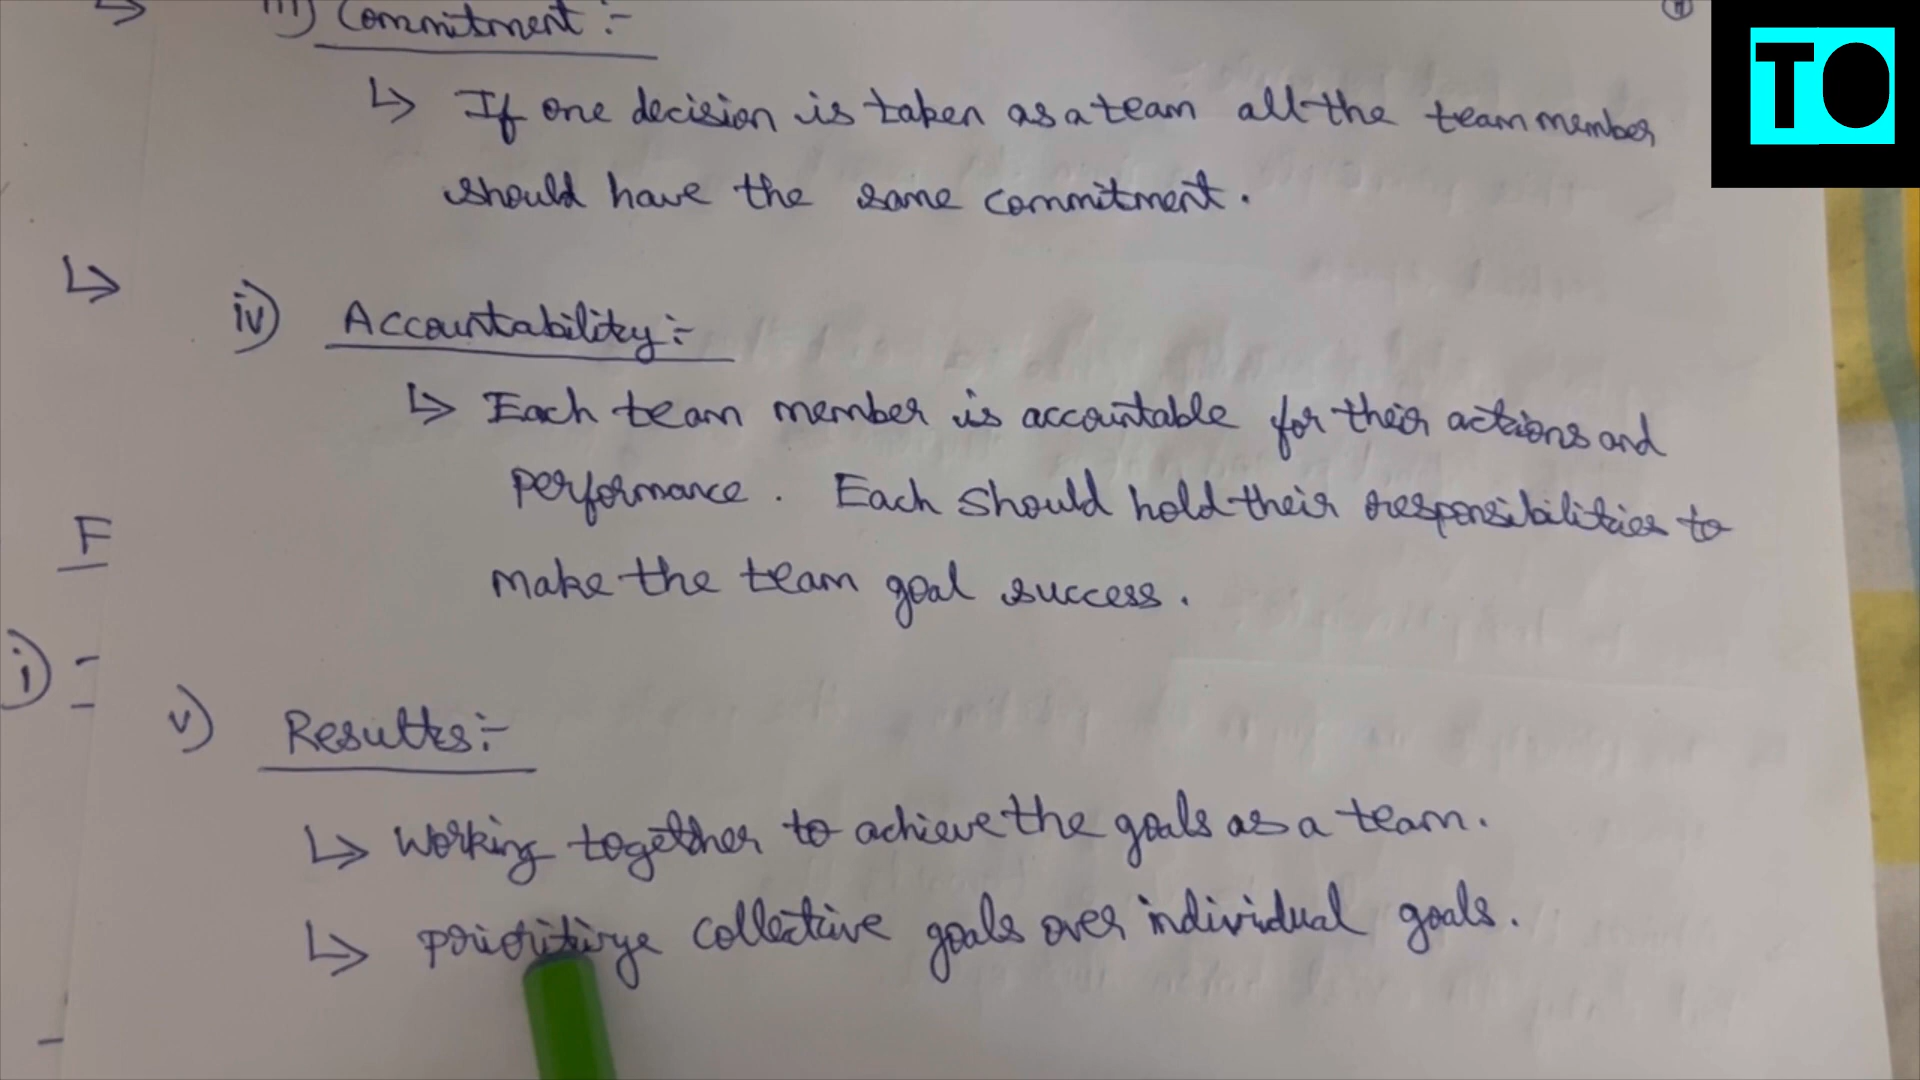 iii) Commitment :-
↳ If one decision is taken as a team all the team member
should have the same commitment.
iv) Accountability :-
↳ Each team member is accountable for their actions and
performance. Each should hold their responsibilities to
make the team goal success.
v) Results :-
↳ Working together to achieve the goals as a team.
↳ prioritize collective goals over individual goals.
F
i)
TO